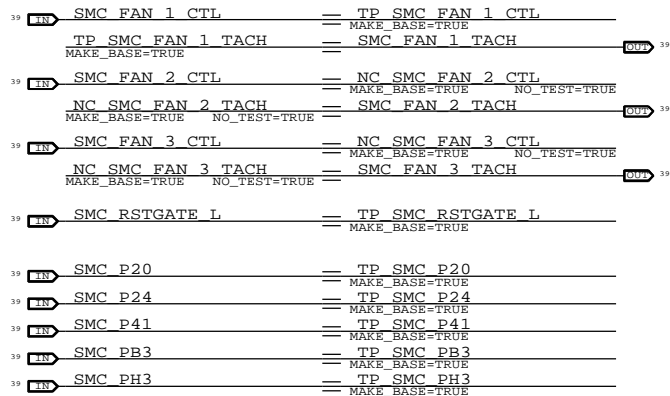 39 IN SMC_FAN_1_CTL = TP_SMC_FAN_1_CTL
MAKE_BASE=TRUE
TP_SMC_FAN_1_TACH = SMC_FAN_1_TACH OUT 39
MAKE_BASE=TRUE
39 IN SMC_FAN_2_CTL = NC_SMC_FAN_2_CTL
MAKE_BASE=TRUE NO_TEST=TRUE
NC_SMC_FAN_2_TACH = SMC_FAN_2_TACH OUT 39
MAKE_BASE=TRUE NO_TEST=TRUE
39 IN SMC_FAN_3_CTL = NC_SMC_FAN_3_CTL
MAKE_BASE=TRUE NO_TEST=TRUE
NC_SMC_FAN_3_TACH = SMC_FAN_3_TACH OUT 39
MAKE_BASE=TRUE NO_TEST=TRUE
39 IN SMC_RSTGATE_L = TP_SMC_RSTGATE_L
MAKE_BASE=TRUE
39 IN SMC_P20 = TP_SMC_P20
MAKE_BASE=TRUE
39 IN SMC_P24 = TP_SMC_P24
MAKE_BASE=TRUE
39 IN SMC_P41 = TP_SMC_P41
MAKE_BASE=TRUE
39 IN SMC_PB3 = TP_SMC_PB3
MAKE_BASE=TRUE
39 IN SMC_PH3 = TP_SMC_PH3
MAKE_BASE=TRUE